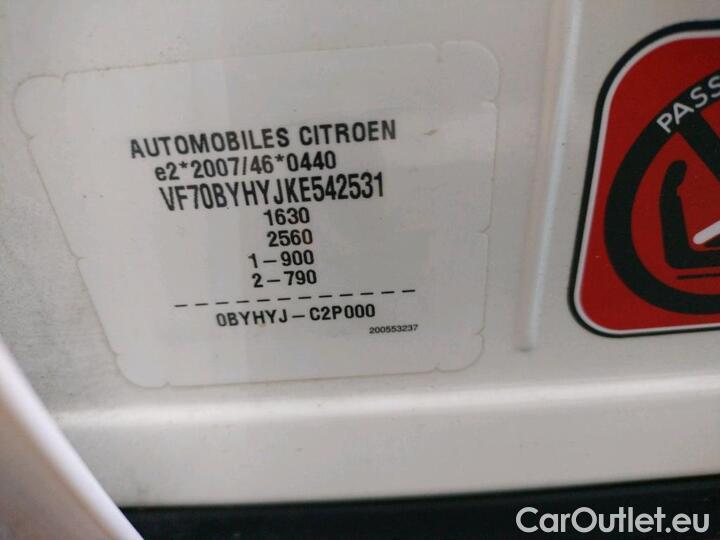 AUTOMOBILES CITROEN
e2*2007/46*0440
VF70BYHYJKE542531
1630
2560
1-900
2-790
0BYHYJ-C2P000
200553237
PASS
CarOutlet.eu